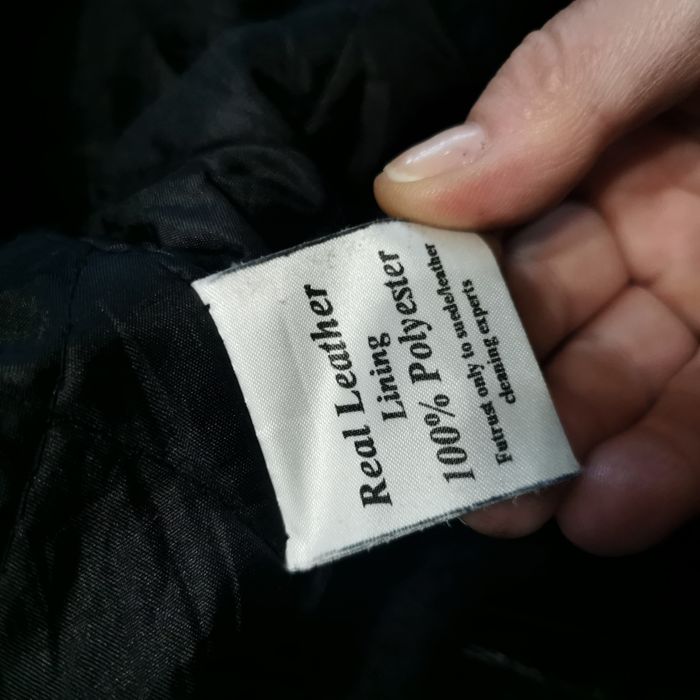 Real Leather
Lining
100% Polyester
Futrust only to suede/leather
cleaning experts